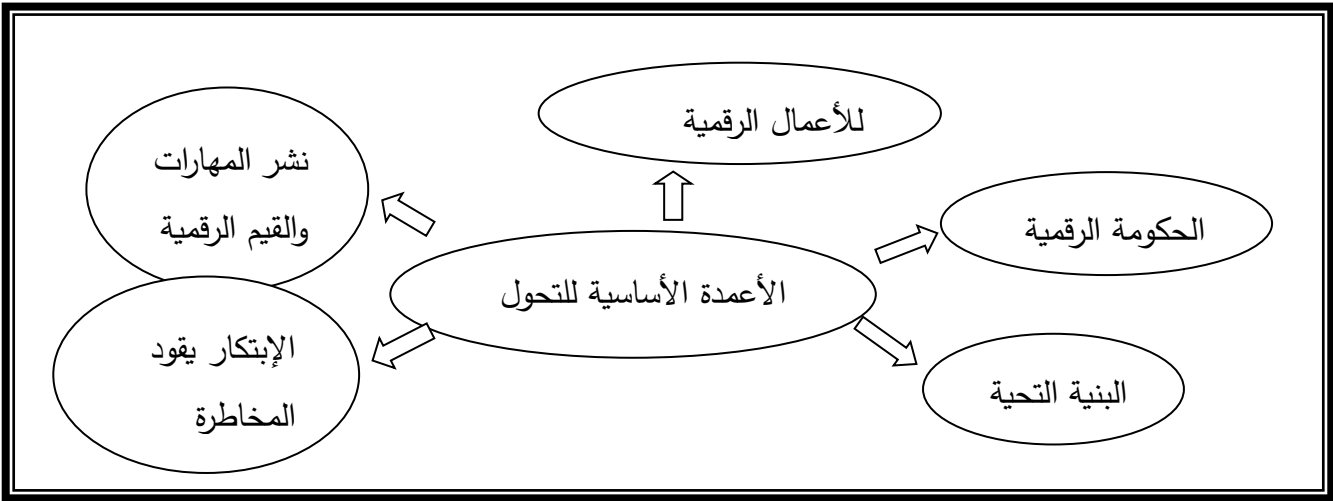 للأعمال الرقمية
نشر المهارات
والقيم الرقمية
الحكومة الرقمية
الأعمدة الأساسية للتحول
الإبتكار يقود
المخاطرة
البنية التحية